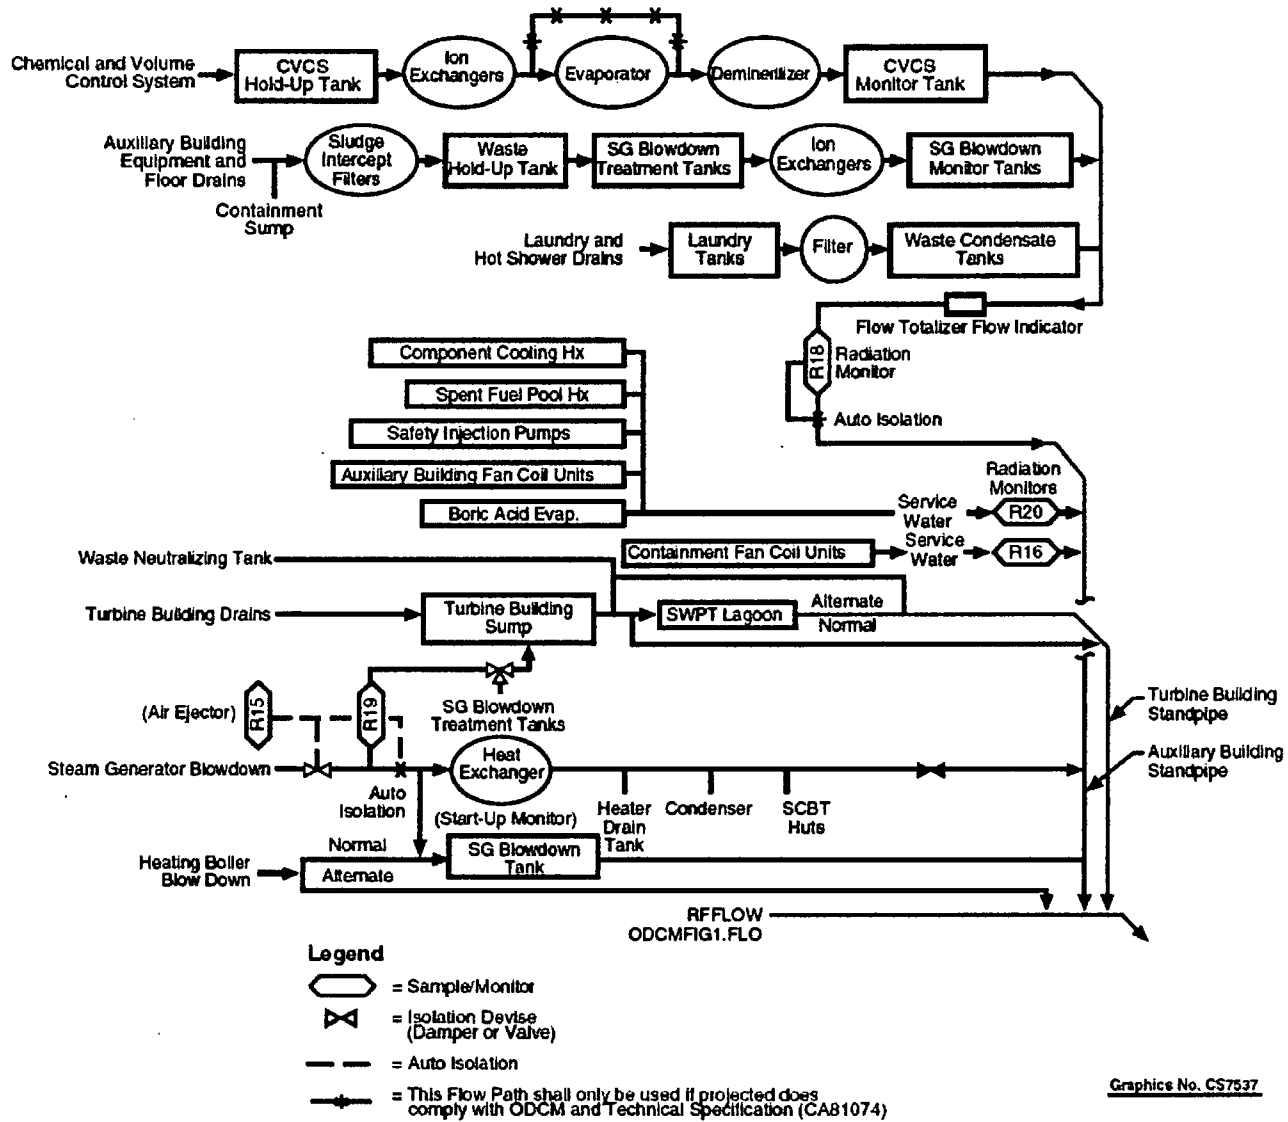 Chemical and Volume
Control System
CVCS
Hold-Up Tank
Ion
Exchangers
Evaporator
Deminerilizer
CVCS
Monitor Tank
Auxiliary Building
Equipment and
Floor Drains
Containment
Sump
Sludge
Intercept
Filters
Waste
Hold-Up Tank
SG Blowdown
Treatment Tanks
Ion
Exchangers
SG Blowdown
Monitor Tanks
Laundry and
Hot Shower Drains
Laundry
Tanks
Filter
Waste Condensate
Tanks
Flow Totalizer Flow Indicator
R18
Radiation
Monitor
Auto Isolation
Component Cooling Hx
Spent Fuel Pool Hx
Safety Injection Pumps
Auxiliary Building Fan Coil Units
Boric Acid Evap.
Service
Water
Radiation
Monitors
R20
Containment Fan Coil Units
Service
Water
R16
Waste Neutralizing Tank
Turbine Building Drains
Turbine Building
Sump
SWPT Lagoon
Alternate
Normal
(Air Ejector)
R15
R19
SG Blowdown
Treatment Tanks
Steam Generator Blowdown
Auto
Isolation
Heat
Exchanger
(Start-Up Monitor)
Heater
Drain
Tank
Condenser
SCBT
Huts
Turbine Building
Standpipe
Auxiliary Building
Standpipe
Heating Boiler
Blow Down
Normal
Alternate
SG Blowdown
Tank
RFFLOW
ODCMFIG1.FLO
Legend
= Sample/Monitor
= Isolation Devise
(Damper or Valve)
= Auto Isolation
= This Flow Path shall only be used if projected does
comply with ODCM and Technical Specification (CA81074)
Graphics No. CS7537